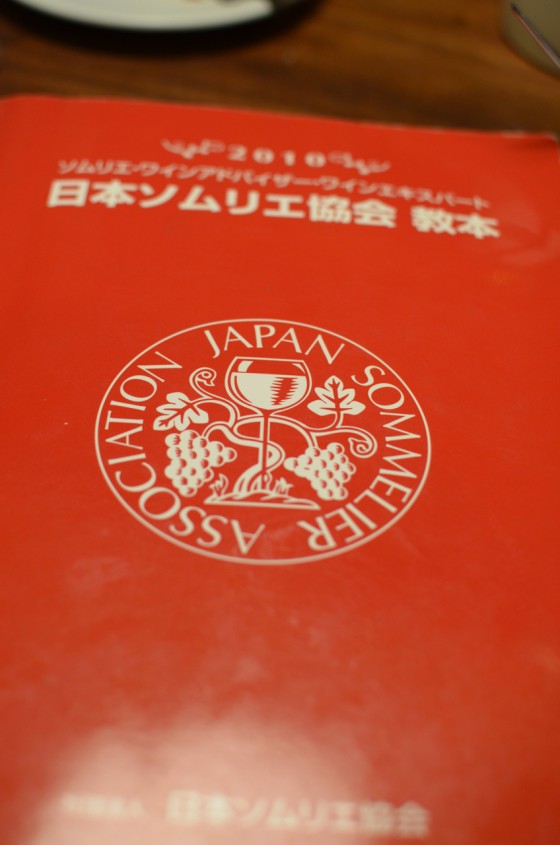 2010
ソムリエ・ワインアドバイザー・ワインエキスパート
日本ソムリエ協会 教本
JAPAN SOMMELIER ASSOCIATION
日本ソムリエ協会